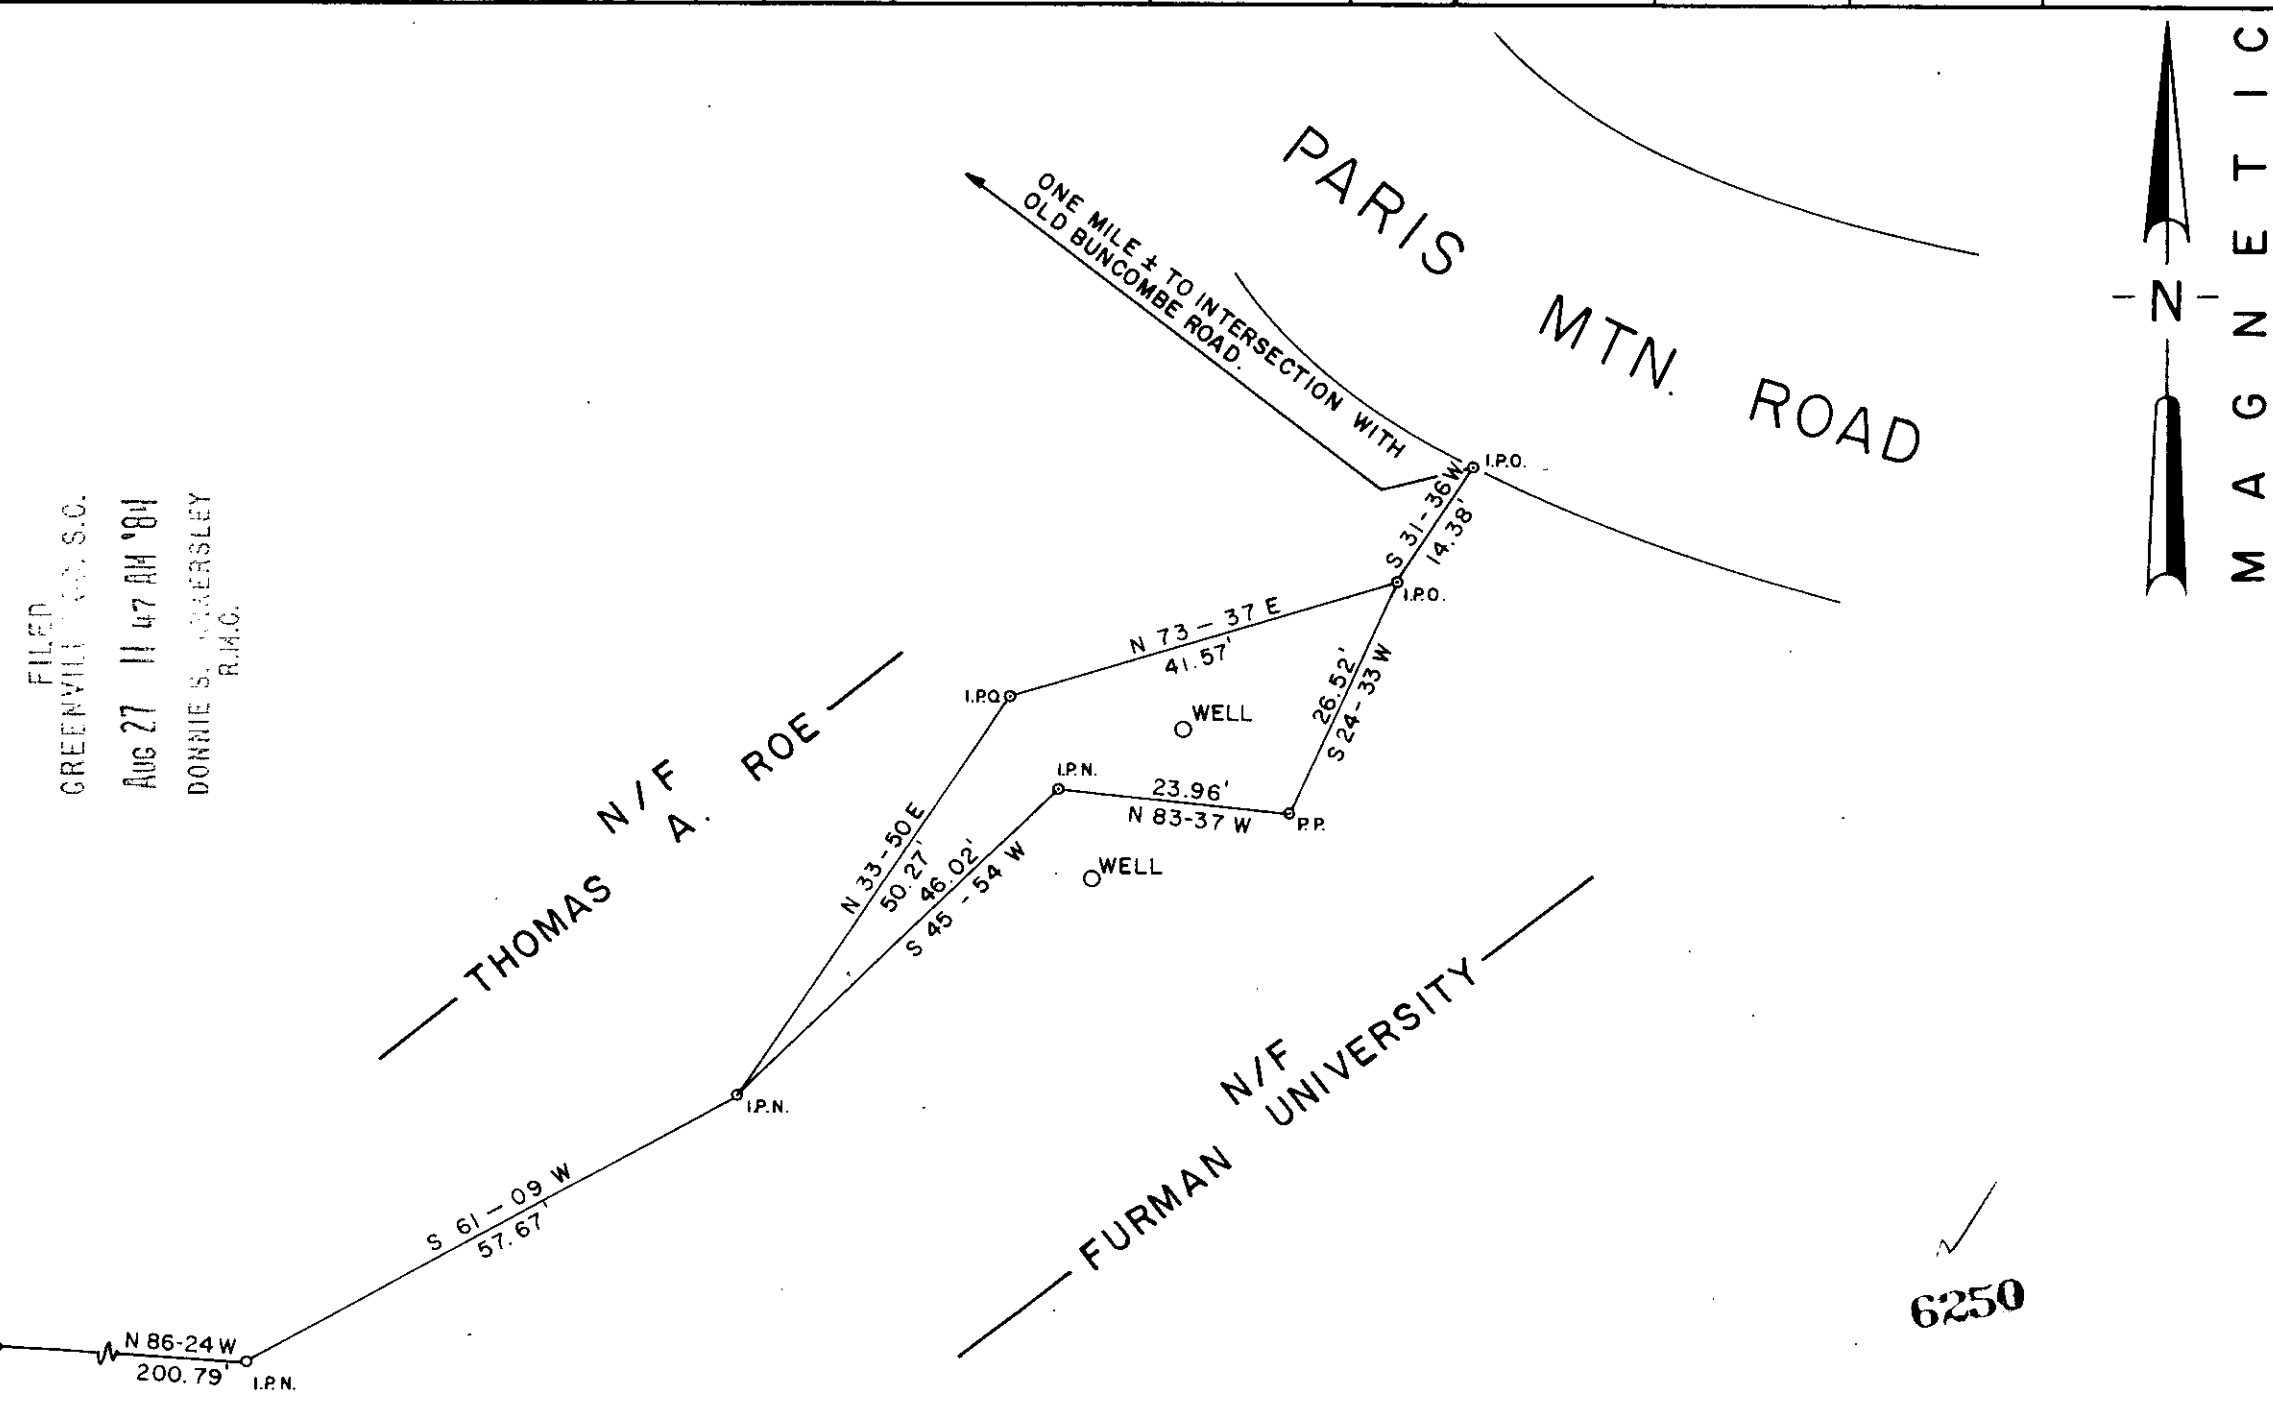 MAGNETIC
- N -
PARIS MTN. ROAD
ONE MILE ± TO INTERSECTION WITH
OLD BUNCOMBE ROAD.
I.P.O.
S 31-36 W
14.38'
I.P.O.
N 73-37 E
41.57'
26.52'
S 24-33 W
I.P.O.
WELL
I.P.N.
23.96'
N 83-37 W
P.P.
WELL
N 33-50 E
50.27'
46.02'
S 45-54 W
N/F
THOMAS A. ROE
I.P.N.
N/F
FURMAN UNIVERSITY
S 61-09 W
57.67'
N 86-24 W
200.79'
I.P.N.
FILED
GREENVILLE CO. S.C.
AUG 27 11 47 AM '81
DONNIE S.
R.M.C.
6250